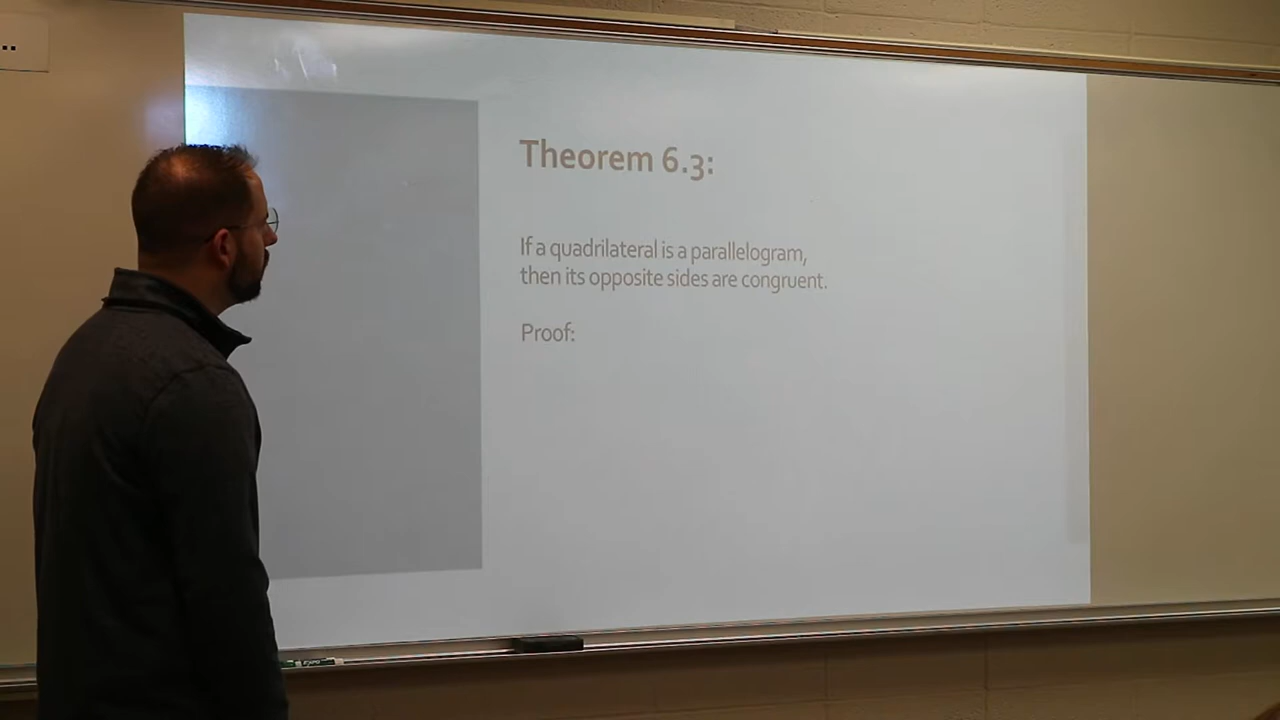 Theorem 6.3:
If a quadrilateral is a parallelogram,
then its opposite sides are congruent.
Proof: